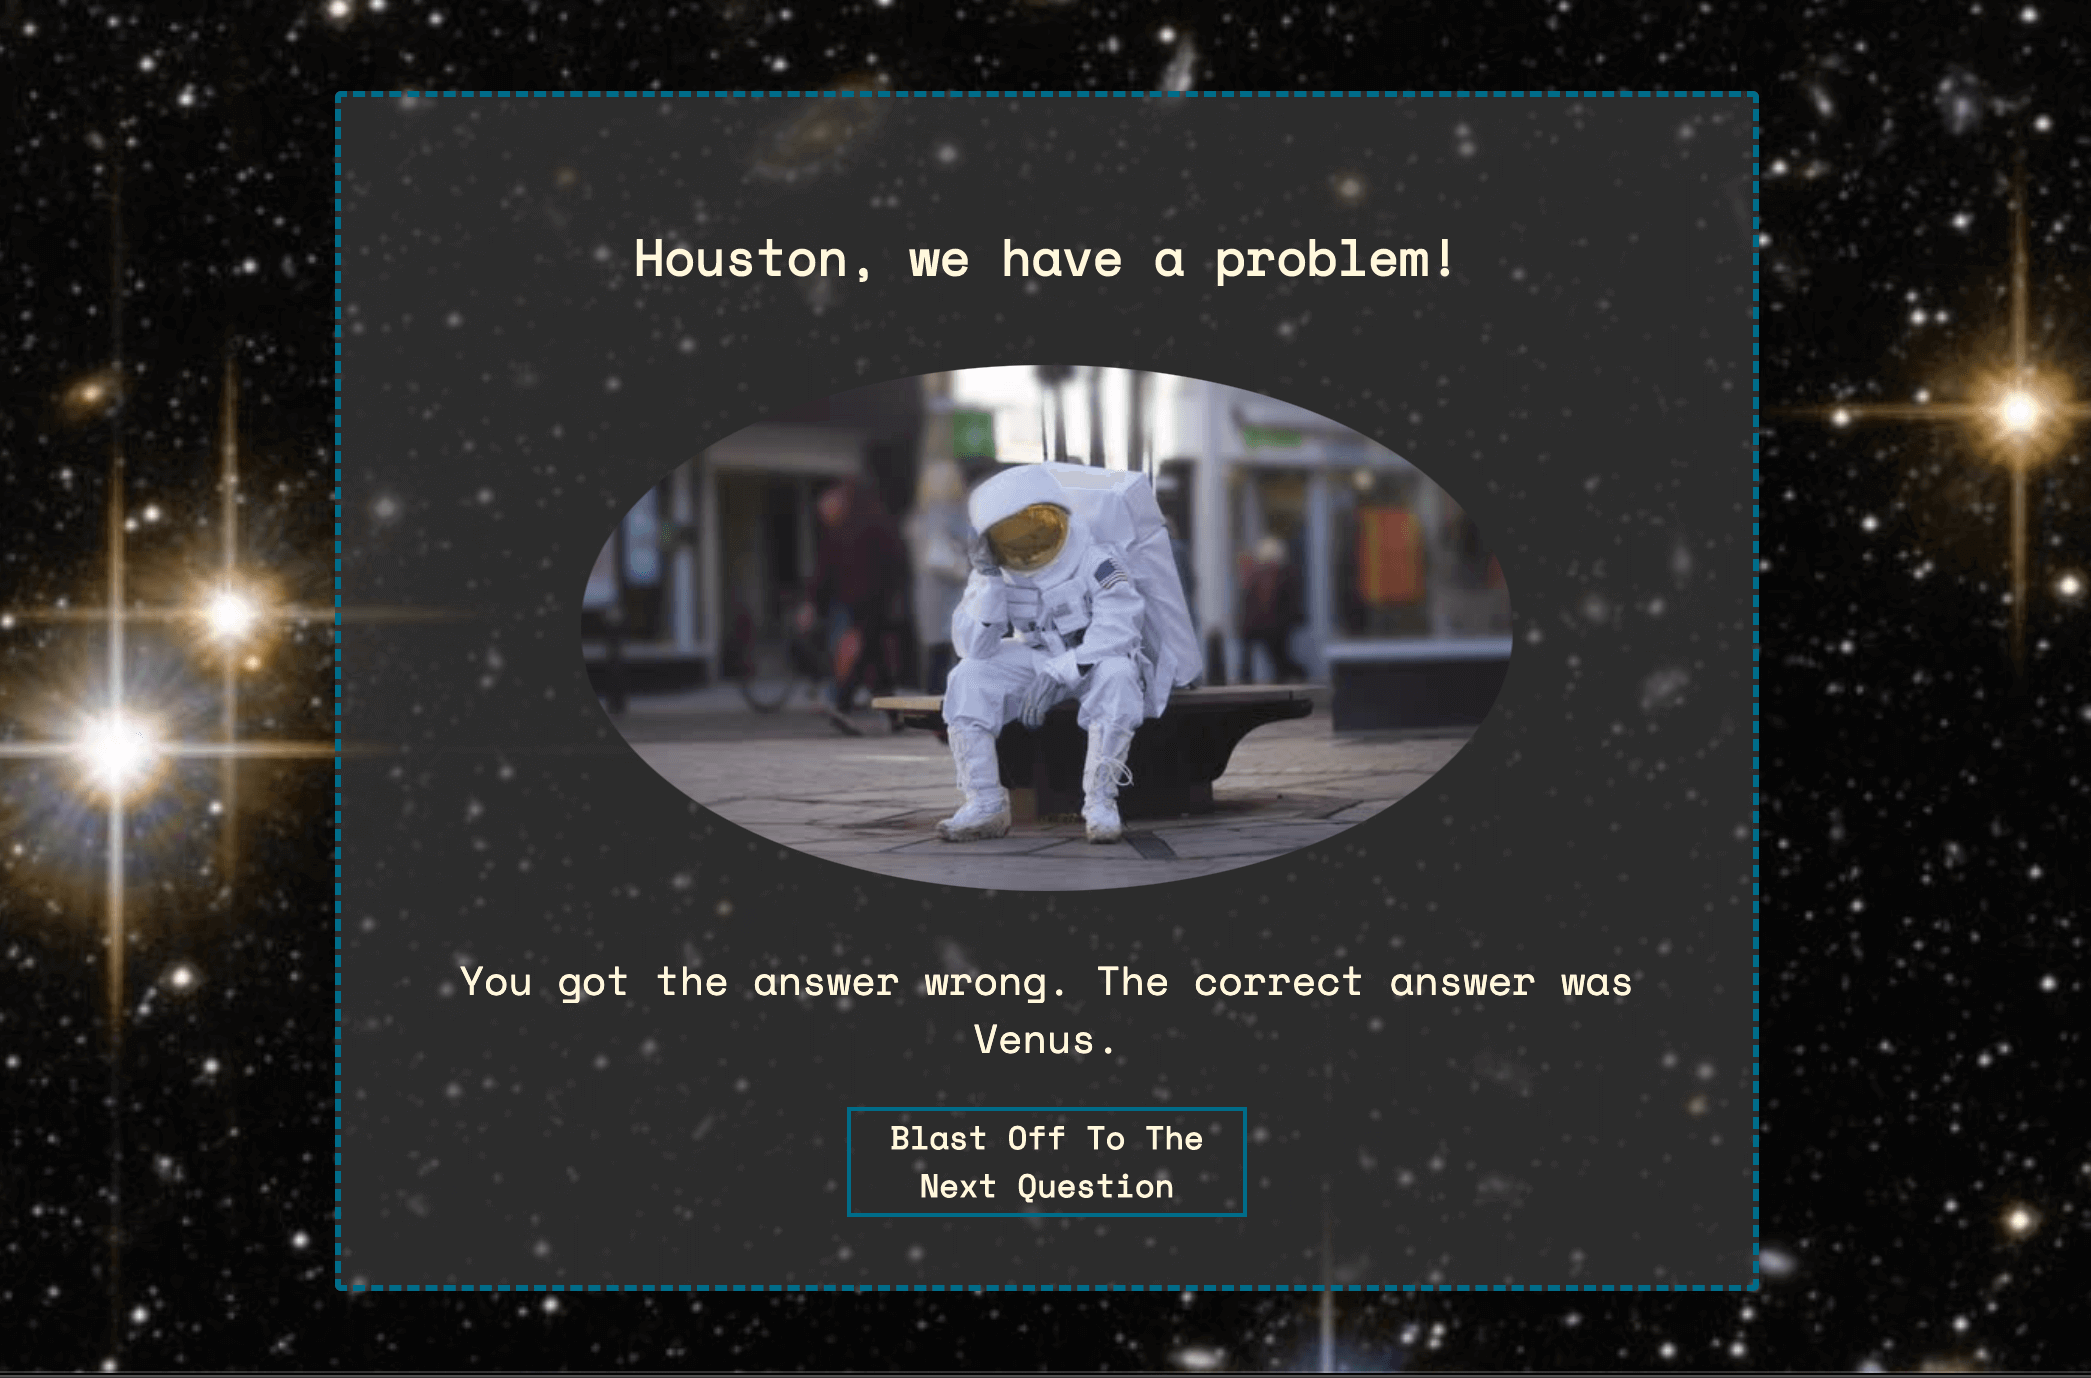 Houston, we have a problem!
You got the answer wrong. The correct answer was
Venus.
Blast Off To The
Next Question